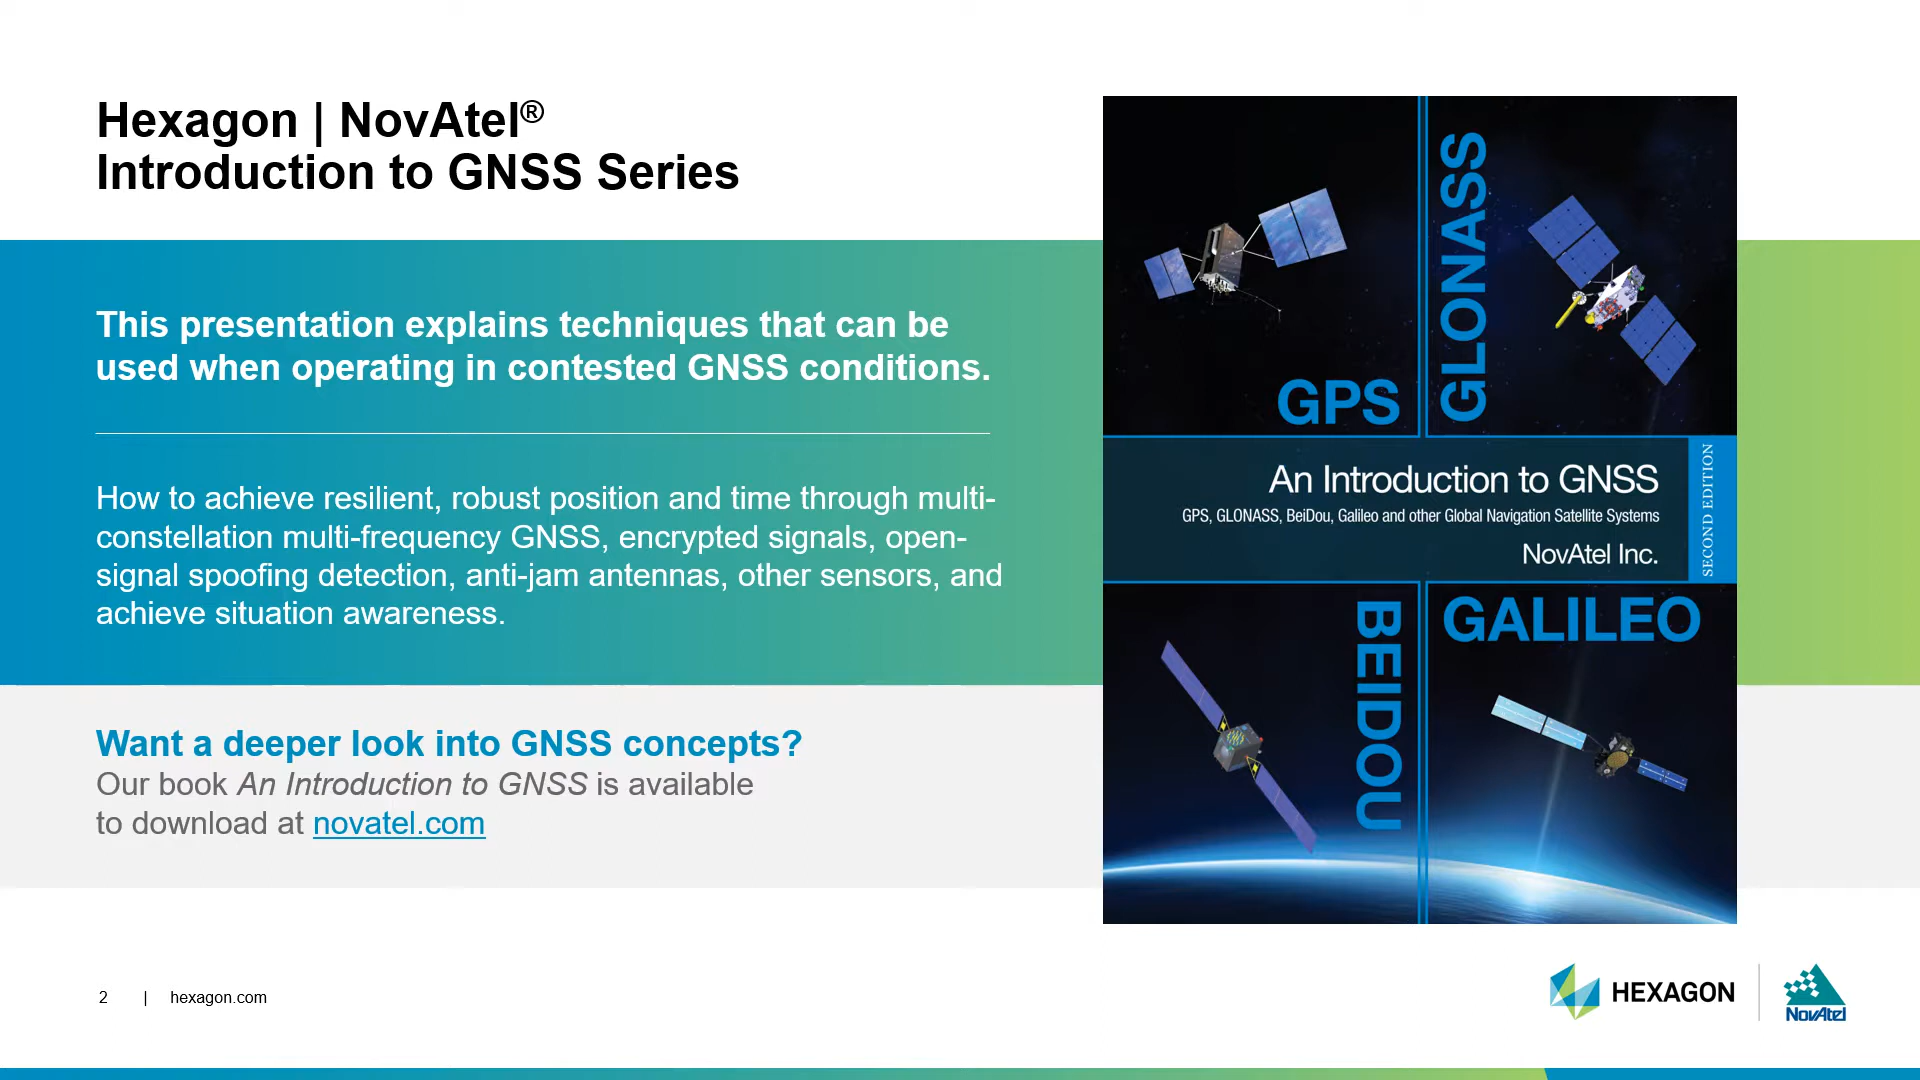 Hexagon | NovAtel®
Introduction to GNSS Series
This presentation explains techniques that can be
used when operating in contested GNSS conditions.
How to achieve resilient, robust position and time through multi-
constellation multi-frequency GNSS, encrypted signals, open-
signal spoofing detection, anti-jam antennas, other sensors, and
achieve situation awareness.
Want a deeper look into GNSS concepts?
Our book An Introduction to GNSS is available
to download at novatel.com
GPS
GLONASS
An Introduction to GNSS
GPS, GLONASS, BeiDou, Galileo and other Global Navigation Satellite Systems
NovAtel Inc.
SECOND EDITION
BEIDOU
GALILEO
2 | hexagon.com
HEXAGON
NovAtel